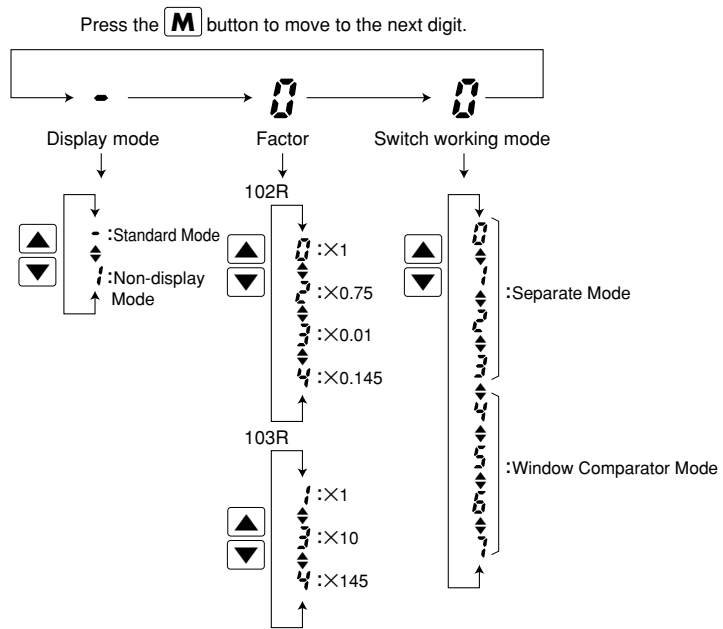 Press the M button to move to the next digit.
- 0 0
Display mode Factor Switch working mode
102R
- :Standard Mode
1 :Non-display
Mode
0 :×1
2 :×0.75
3 :×0.01
4 :×0.145
103R
1 :×1
3 :×10
4 :×145
0
1
2
3
:Separate Mode
4
5
6
7
:Window Comparator Mode